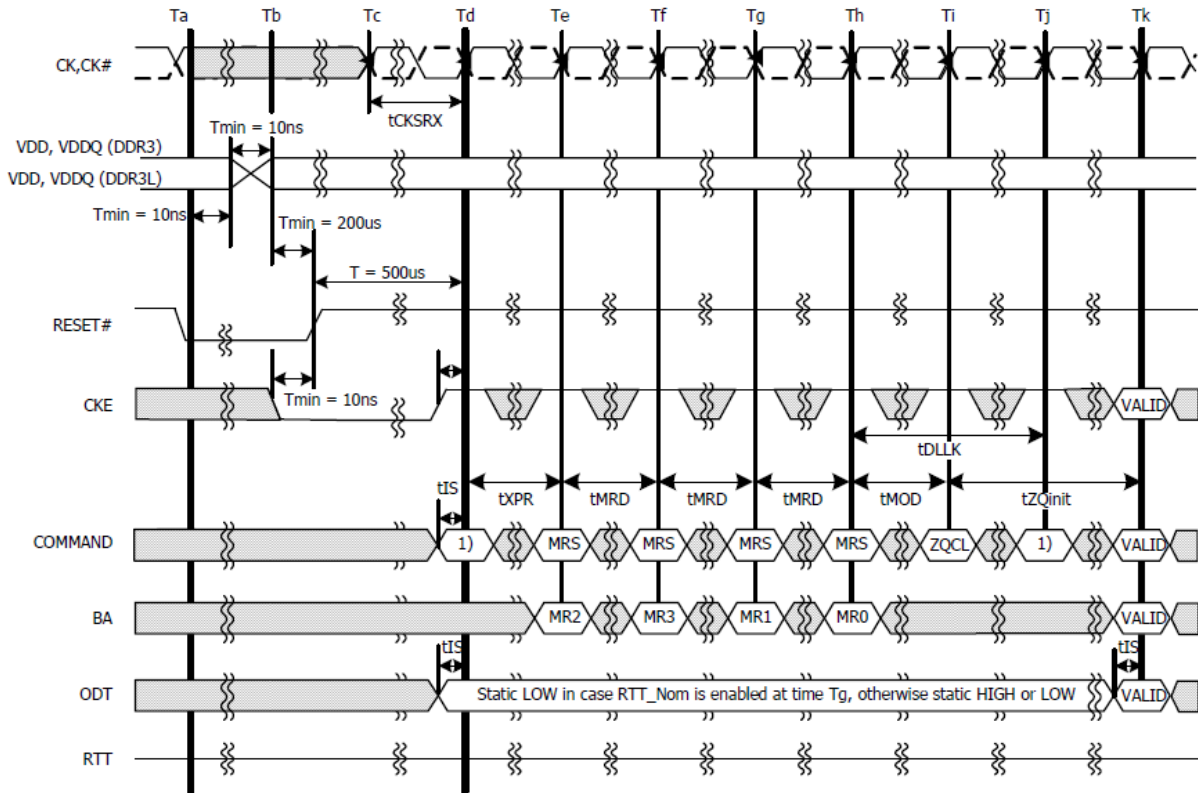 Ta Tb Tc Td Te Tf Tg Th Ti Tj Tk
CK,CK#
tCKSRX
Tmin = 10ns
VDD, VDDQ (DDR3)
VDD, VDDQ (DDR3L)
Tmin = 10ns
Tmin = 200us
T = 500us
RESET#
Tmin = 10ns
CKE
VALID
tDLLK
tIS
tXPR tMRD tMRD tMRD tMOD tZQinit
COMMAND 1) MRS MRS MRS MRS ZQCL 1) VALID
BA MR2 MR3 MR1 MR0 VALID
tIS tIS
ODT Static LOW in case RTT_Nom is enabled at time Tg, otherwise static HIGH or LOW VALID
RTT